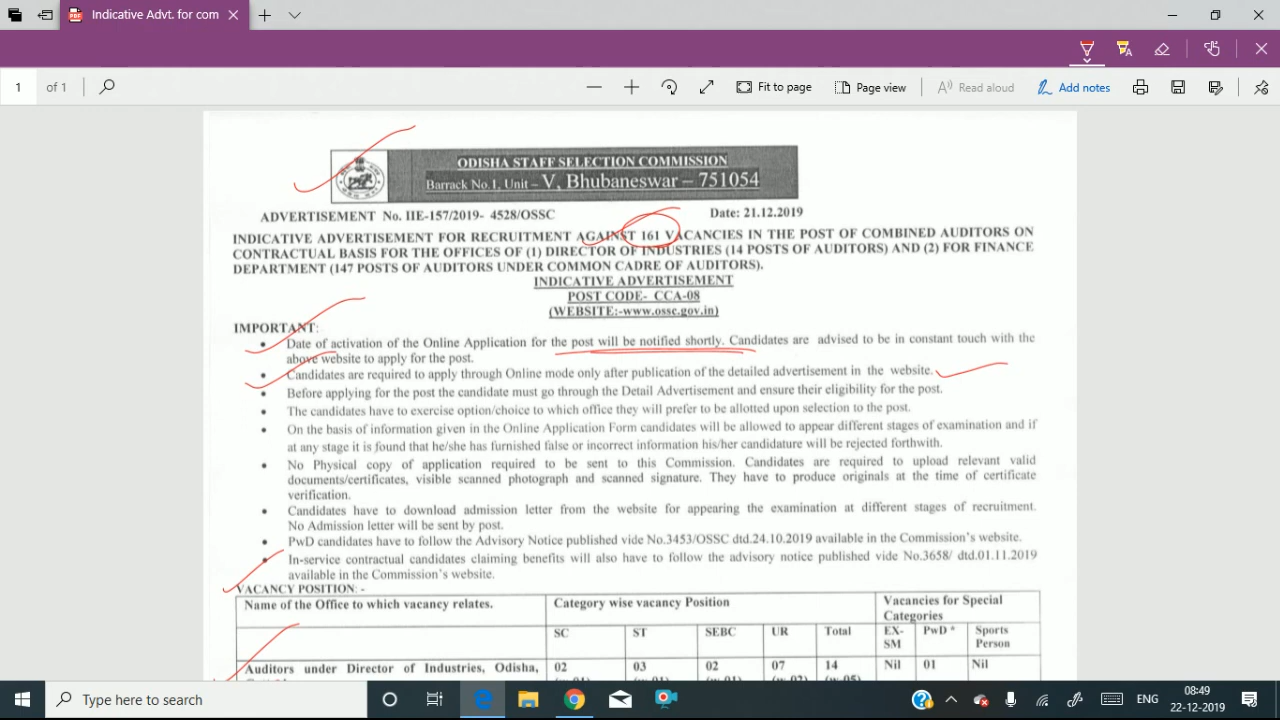 Indicative Advt. for com
1 of 1 Fit to page Page view Read aloud Add notes
ODISHA STAFF SELECTION COMMISSION
Barrack No.1, Unit – V, Bhubaneswar – 751054
ADVERTISEMENT No. IIE-157/2019- 4528/OSSC Date: 21.12.2019
INDICATIVE ADVERTISEMENT FOR RECRUITMENT AGAINST 161 VACANCIES IN THE POST OF COMBINED AUDITORS ON
CONTRACTUAL BASIS FOR THE OFFICES OF (1) DIRECTOR OF INDUSTRIES (14 POSTS OF AUDITORS) AND (2) FOR FINANCE
DEPARTMENT (147 POSTS OF AUDITORS UNDER COMMON CADRE OF AUDITORS).
INDICATIVE ADVERTISEMENT
POST CODE- CCA-08
(WEBSITE:-www.ossc.gov.in)
IMPORTANT:
• Date of activation of the Online Application for the post will be notified shortly. Candidates are advised to be in constant touch with the
above website to apply for the post.
• Candidates are required to apply through Online mode only after publication of the detailed advertisement in the website.
• Before applying for the post the candidate must go through the Detail Advertisement and ensure their eligibility for the post.
• The candidates have to exercise option/choice to which office they will prefer to be allotted upon selection to the post.
• On the basis of information given in the Online Application Form candidates will be allowed to appear different stages of examination and if
at any stage it is found that he/she has furnished false or incorrect information his/her candidature will be rejected forthwith.
• No Physical copy of application required to be sent to this Commission. Candidates are required to upload relevant valid
documents/certificates, visible scanned photograph and scanned signature. They have to produce originals at the time of certificate
verification.
• Candidates have to download admission letter from the website for appearing the examination at different stages of recruitment.
No Admission letter will be sent by post.
• PwD candidates have to follow the Advisory Notice published vide No.3453/OSSC dtd.24.10.2019 available in the Commission's website.
• In-service contractual candidates claiming benefits will also have to follow the advisory notice published vide No.3658/ dtd.01.11.2019
available in the Commission's website.
VACANCY POSITION: -
Name of the Office to which vacancy relates. Category wise vacancy Position Vacancies for Special
Categories
SC ST SEBC UR Total EX-
SM PwD * Sports
Person
Auditors under Director of Industries, Odisha, 02 03 02 07 14 Nil 01 Nil
Type here to search
ENG 08:49
22-12-2019